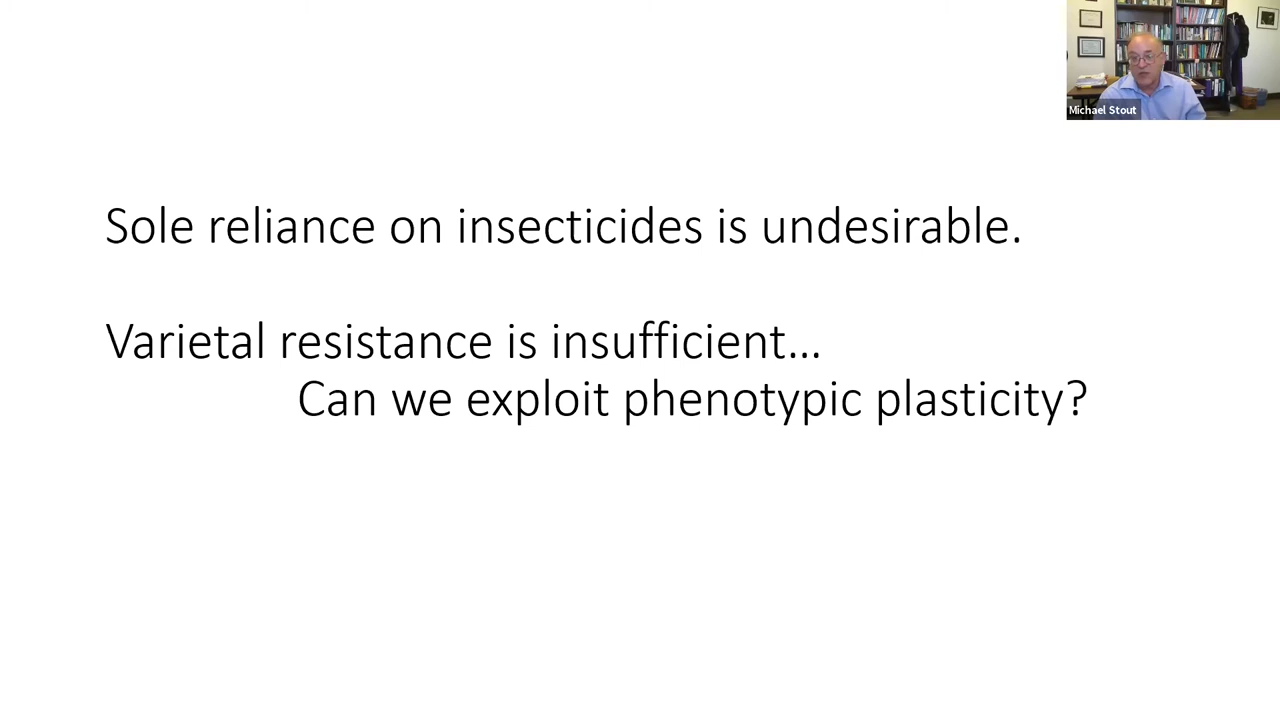 Michael Stout
Sole reliance on insecticides is undesirable.
Varietal resistance is insufficient...
Can we exploit phenotypic plasticity?